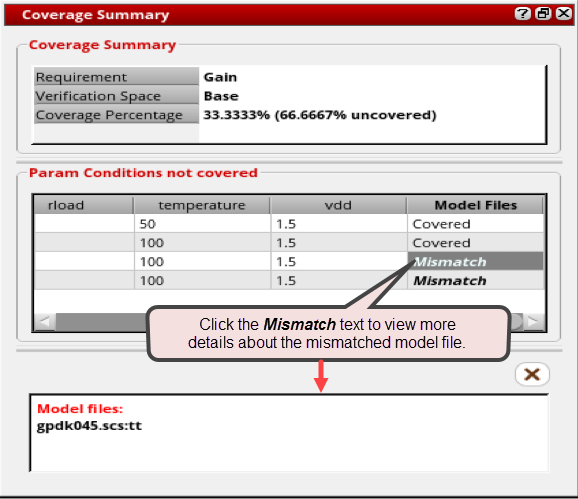 Coverage Summary
Coverage Summary
Requirement Gain
Verification Space Base
Coverage Percentage 33.3333% (66.6667% uncovered)
Param Conditions not covered
rload temperature vdd Model Files
50 1.5 Covered
100 1.5 Covered
100 1.5 Mismatch
100 1.5 Mismatch
Click the Mismatch text to view more
details about the mismatched model file.
Model files:
gpdk045.scs:tt